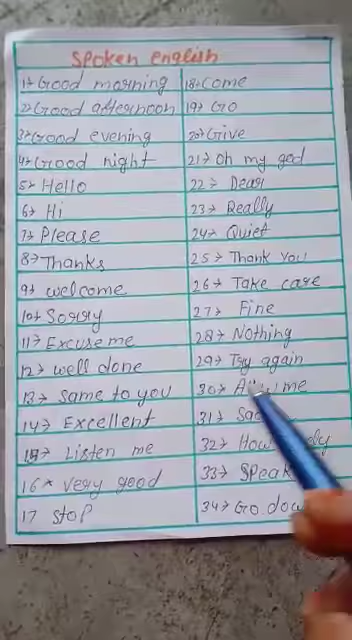 Spoken english
1→ Good morning
2→ Good afternoon
3→ Good evening
4→ Good night
5→ Hello
6→ Hi
7→ Please
8→ Thanks
9→ welcome
10→ Sorry
11→ Excuse me
12→ well done
13→ same to you
14→ Excellent
15→ Listen me
16→ very good
17 stop
18→ come
19→ Go
20→ Give
21→ oh my god
22→ Dear
23→ Really
24→ Quiet
25→ Thank you
26→ Take care
27→ Fine
28→ Nothing
29→ Try again
30→ me
31→
32→ How
33→ Speak
34→ Go.dow